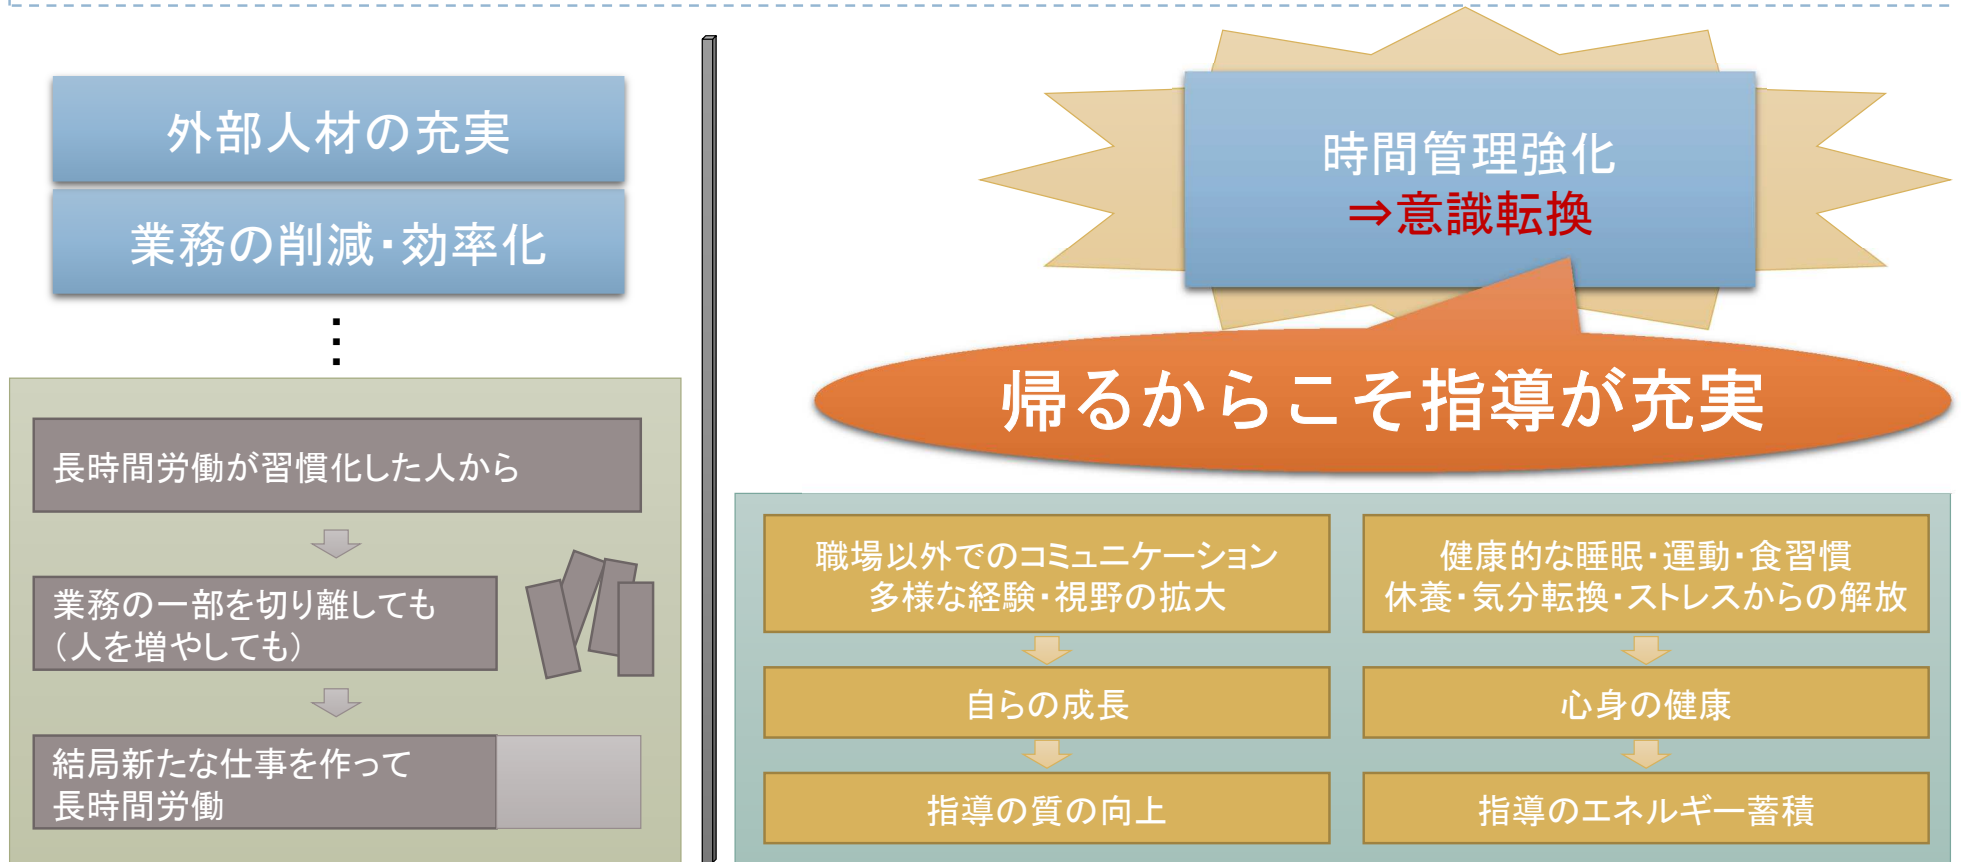 外部人材の充実
業務の削減・効率化
⋮
長時間労働が習慣化した人から
業務の一部を切り離しても
（人を増やしても）
結局新たな仕事を作って
長時間労働
時間管理強化
⇒意識転換
帰るからこそ指導が充実
職場以外でのコミュニケーション
多様な経験・視野の拡大
自らの成長
指導の質の向上
健康的な睡眠・運動・食習慣
休養・気分転換・ストレスからの解放
心身の健康
指導のエネルギー蓄積